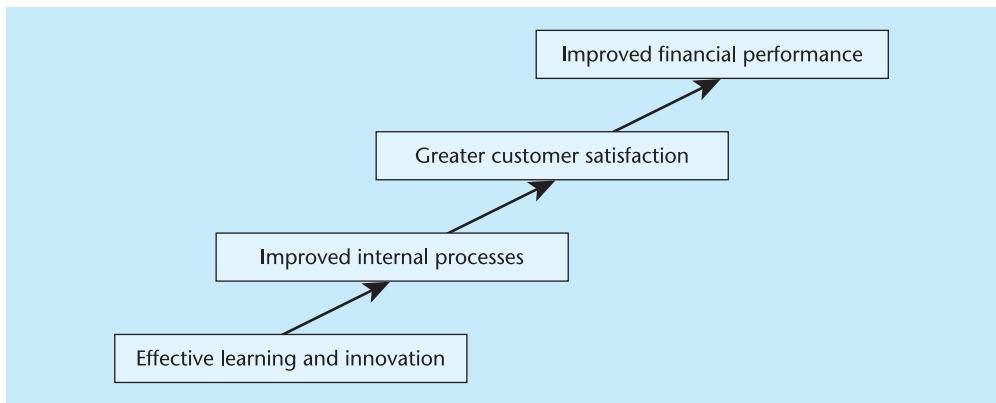 Improved financial performance
Greater customer satisfaction
Improved internal processes
Effective learning and innovation